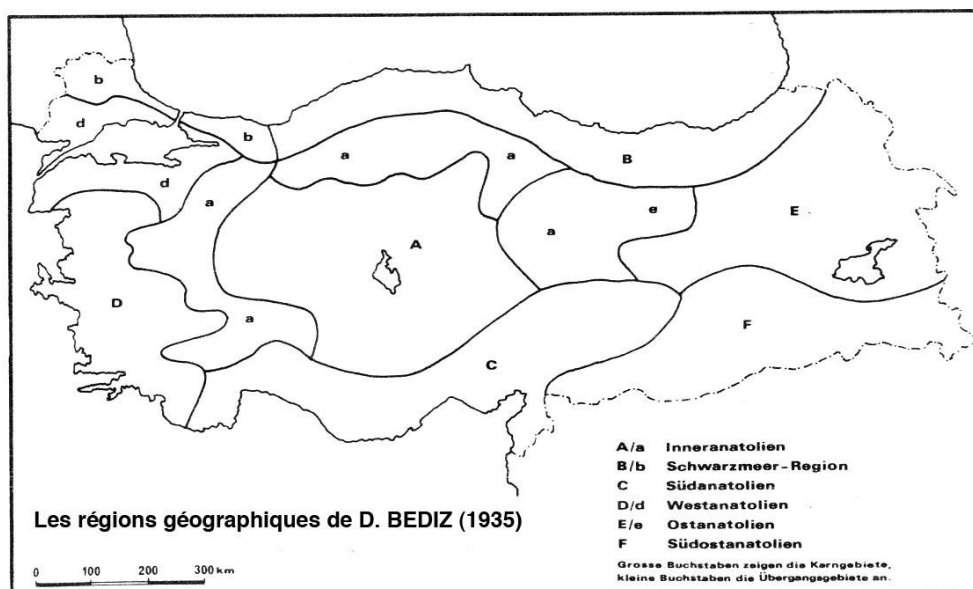 b
d
b
a
a
B
d
a
a
e
E
A
D
a
F
C
A/a Inneranatolien
B/b Schwarzmeer-Region
C Südanatolien
D/d Westanatolien
E/e Ostanatolien
F Südostanatolien
Grosse Buchstaben zeigen die Kerngebiete,
kleine Buchstaben die Übergangsgebiete an.
Les régions géographiques de D. BEDIZ (1935)
0 100 200 300 km